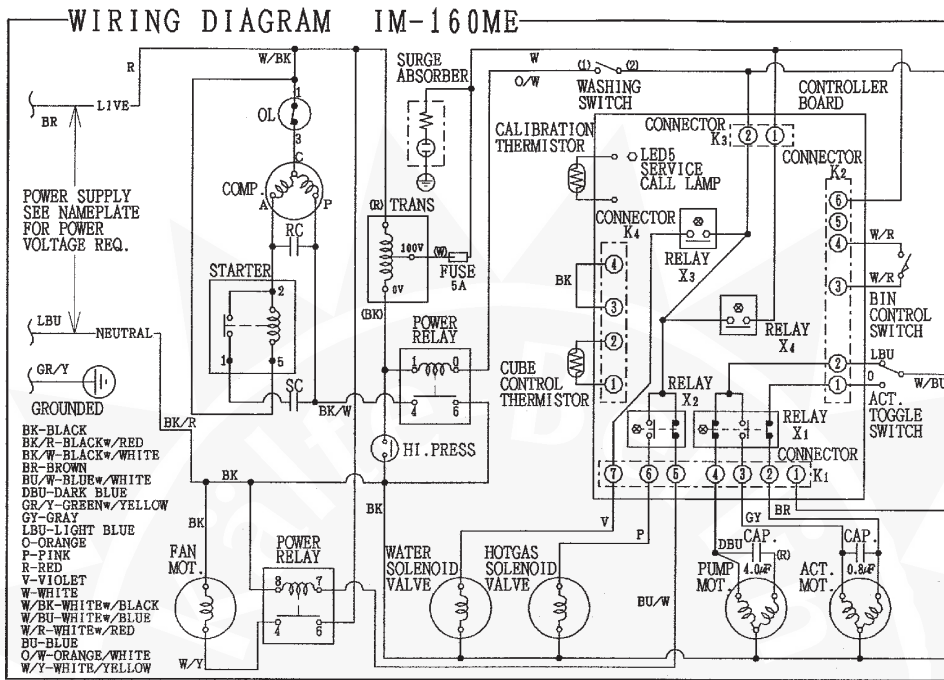 WIRING DIAGRAM IM-160ME
R
W/BK
SURGE
ABSORBER
W
O/W
(1) (2)
WASHING
SWITCH
CONTROLLER
BOARD
LIVE
BR
1
OL
3
C
COMP.
A P
RC
POWER SUPPLY
SEE NAMEPLATE
FOR POWER
VOLTAGE REQ.
CALIBRATION
THERMISTOR
LED5
SERVICE
CALL LAMP
CONNECTOR
K3
2 1
CONNECTOR
K2
6
5
4
3
2
1
W/R
W/R
BIN
CONTROL
SWITCH
LBU
O
W/BU
ACT.
TOGGLE
SWITCH
(R) TRANS
100V
(W)
FUSE
5A
0V
(BK)
CONNECTOR
K4
4
3
2
1
BK
RELAY
X3
RELAY
X4
STARTER
2
1 5
SC
LBU
NEUTRAL
GR/Y
GROUNDED
POWER
RELAY
1 0
4 6
BK/W
BK/R
HI.PRESS
CUBE
CONTROL
THERMISTOR
RELAY
X2
RELAY
X1
CONNECTOR
K1
7 6 5 4 3 2 1
BK-BLACK
BK/R-BLACKw/RED
BK/W-BLACKw/WHITE
BR-BROWN
BU/W-BLUEw/WHITE
DBU-DARK BLUE
GR/Y-GREENw/YELLOW
GY-GRAY
LBU-LIGHT BLUE
O-ORANGE
P-PINK
R-RED
V-VIOLET
W-WHITE
W/BK-WHITEw/BLACK
W/BU-WHITEw/BLUE
W/R-WHITEw/RED
BU-BLUE
O/W-ORANGE/WHITE
W/Y-WHITE/YELLOW
BK
FAN
MOT.
W/Y
POWER
RELAY
8 7
4 6
BK
WATER
SOLENOID
VALVE
V
HOTGAS
SOLENOID
VALVE
P
BU/W
DBU
GY
BR
CAP.
(R)
4.0μF
PUMP
MOT.
CAP.
0.8μF
ACT.
MOT.